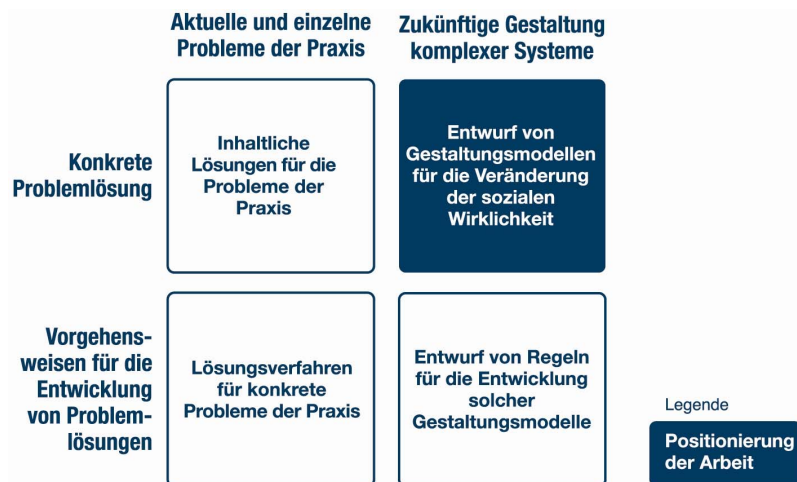 Aktuelle und einzelne
Probleme der Praxis
Zukünftige Gestaltung
komplexer Systeme
Konkrete
Problemlösung
Inhaltliche
Lösungen für die
Probleme der
Praxis
Entwurf von
Gestaltungsmodellen
für die Veränderung
der sozialen
Wirklichkeit
Vorgehens-
weisen für die
Entwicklung
von Problem-
lösungen
Lösungsverfahren
für konkrete
Probleme der Praxis
Entwurf von Regeln
für die Entwicklung
solcher
Gestaltungsmodelle
Legende
Positionierung
der Arbeit